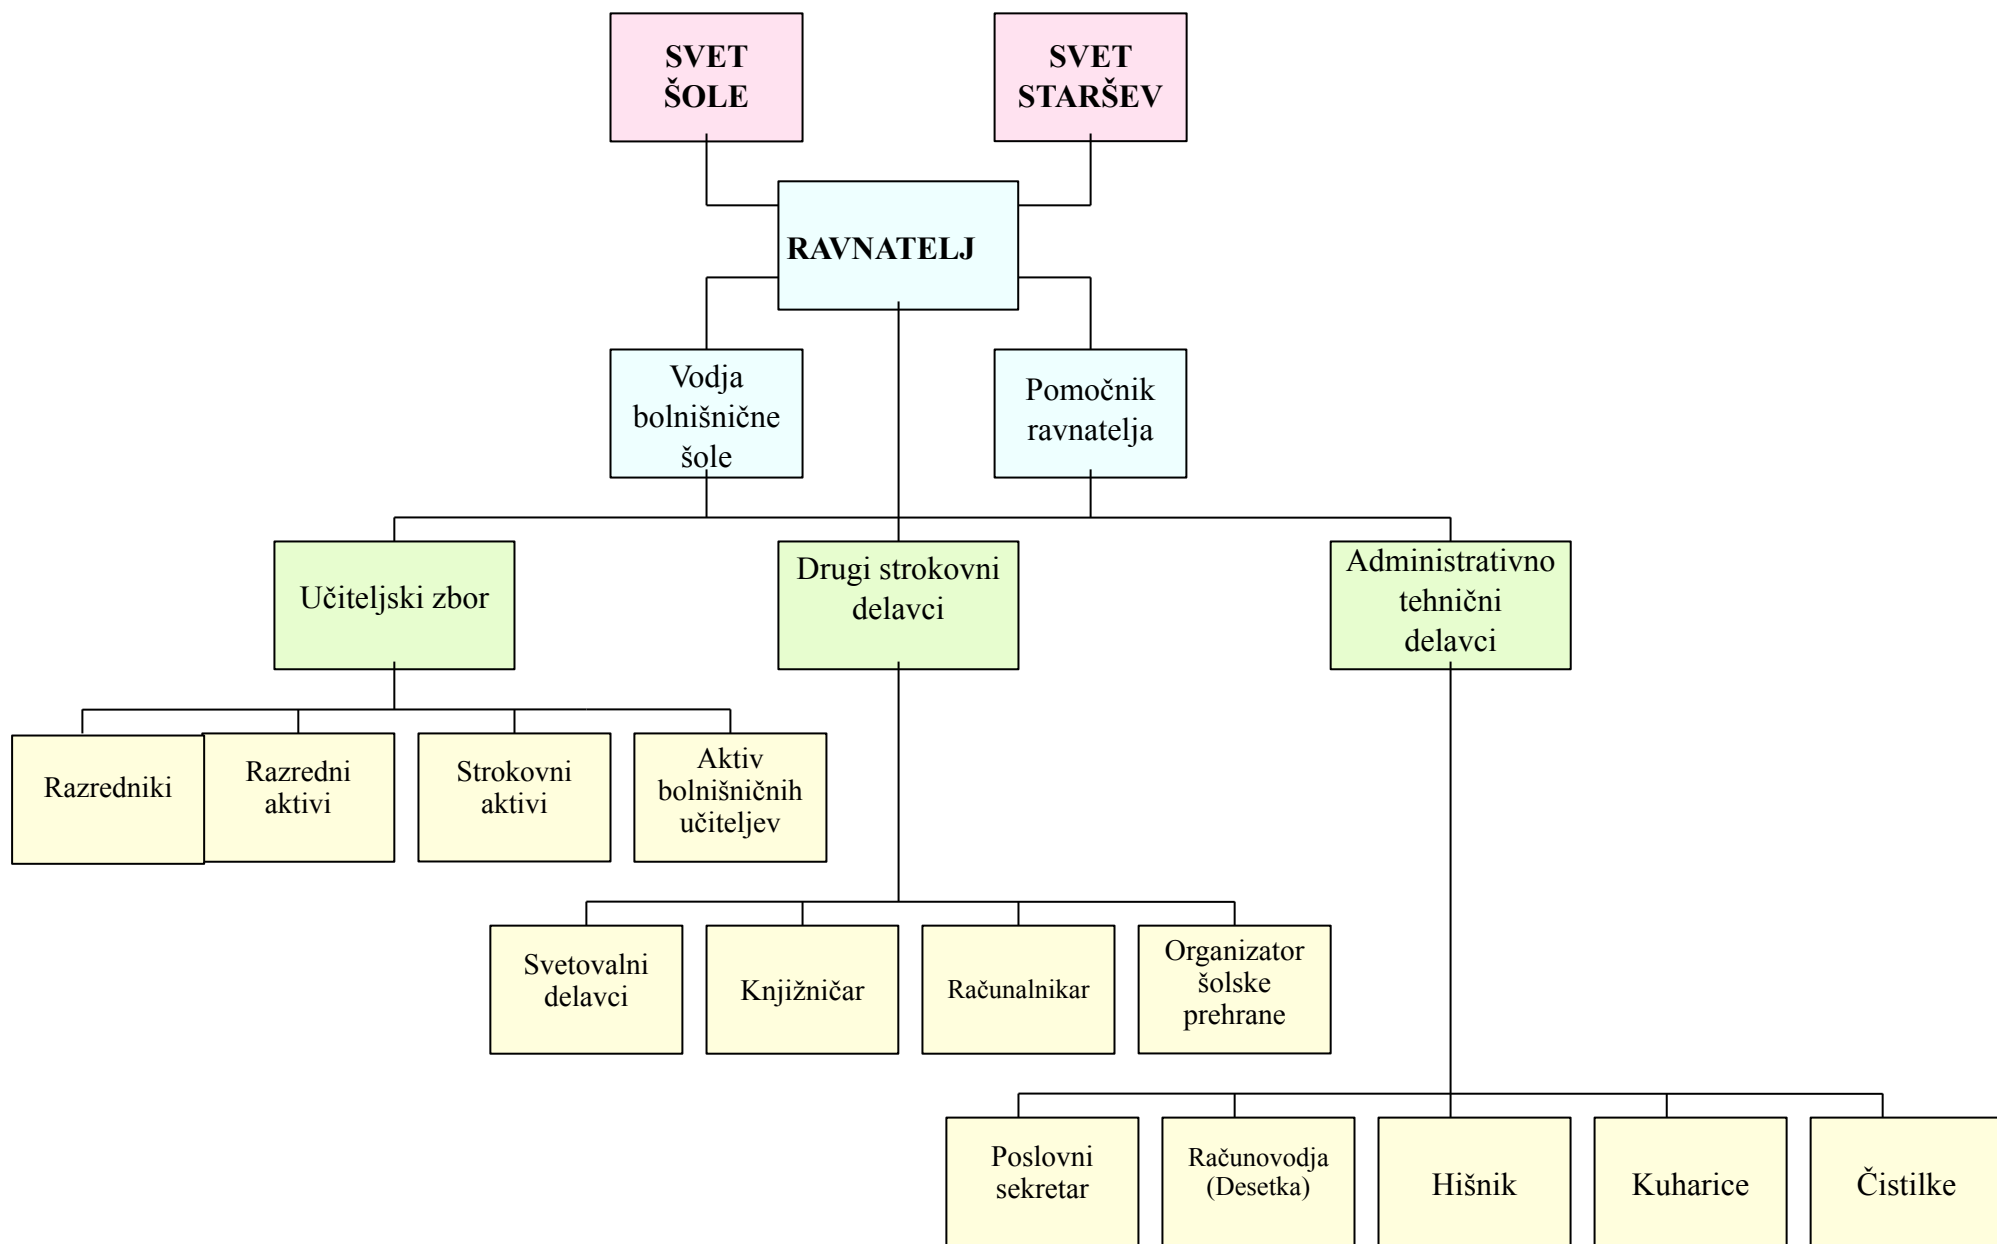 SVET
ŠOLE
SVET
STARŠEV
RAVNATELJ
Vodja
bolnišnične
šole
Pomočnik
ravnatelja
Učiteljski zbor
Drugi strokovni
delavci
Administrativno
tehnični
delavci
Razredniki
Razredni
aktivi
Strokovni
aktivi
Aktiv
bolnišničnih
učiteljev
Svetovalni
delavci
Knjižničar
Računalnikar
Organizator
šolske
prehrane
Poslovni
sekretar
Računovodja
(Desetka)
Hišnik
Kuharice
Čistilke